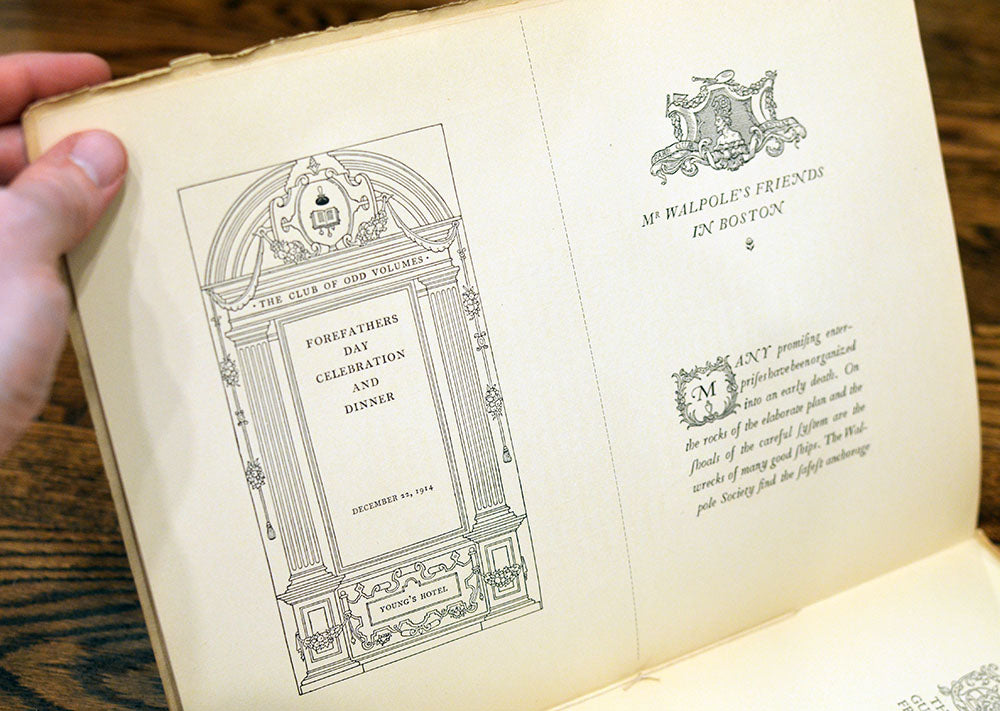 · THE CLUB OF ODD VOLUMES ·
FOREFATHERS
DAY
CELEBRATION
AND
DINNER
DECEMBER 22, 1914
YOUNG'S HOTEL
Mʀ WALPOLE'S FRIENDS
IN BOSTON
MANY promiſing enter-
priſes have been organized
into an early death. On
the rocks of the elaborate plan and the
ſhoals of the careful ſyſtem are the
wrecks of many good ſhips. The Wal-
pole Society find the ſafeſt anchorage